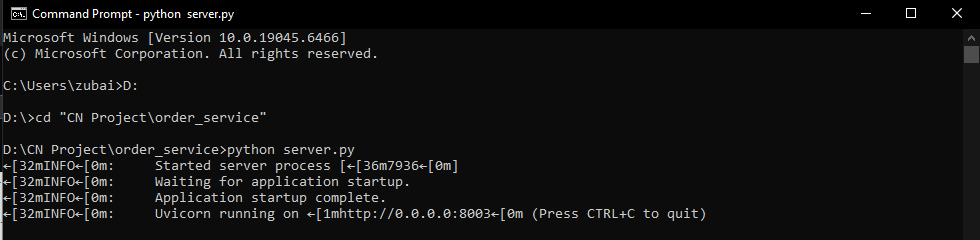 Command Prompt - python  server.py
Microsoft Windows [Version 10.0.19045.6466]
(c) Microsoft Corporation. All rights reserved.
C:\Users\zubai>D:
D:\>cd "CN Project\order_service"
D:\CN Project\order_service>python server.py
←[32mINFO←[0m:     Started server process [←[36m7936←[0m]
←[32mINFO←[0m:     Waiting for application startup.
←[32mINFO←[0m:     Application startup complete.
←[32mINFO←[0m:     Uvicorn running on ←[1mhttp://0.0.0.0:8003←[0m (Press CTRL+C to quit)